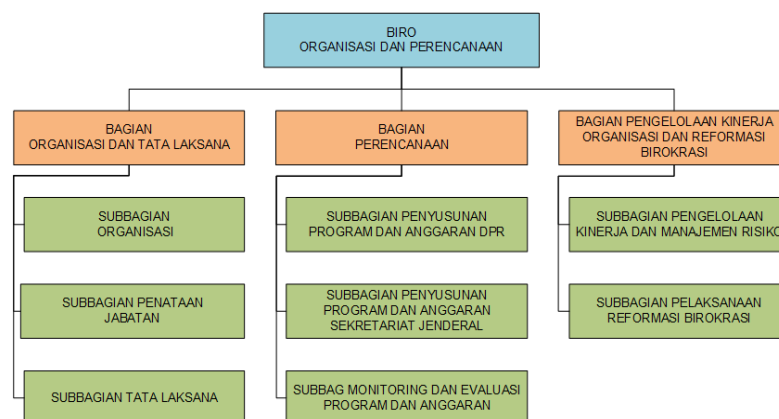 BIRO
ORGANISASI DAN PERENCANAAN
BAGIAN
ORGANISASI DAN TATA LAKSANA
BAGIAN
PERENCANAAN
BAGIAN PENGELOLAAN KINERJA
ORGANISASI DAN REFORMASI
BIROKRASI
SUBBAGIAN
ORGANISASI
SUBBAGIAN PENYUSUNAN
PROGRAM DAN ANGGARAN DPR
SUBBAGIAN PENGELOLAAN
KINERJA DAN MANAJEMEN RISIKO
SUBBAGIAN PENATAAN
JABATAN
SUBBAGIAN PENYUSUNAN
PROGRAM DAN ANGGARAN
SEKRETARIAT JENDERAL
SUBBAGIAN PELAKSANAAN
REFORMASI BIROKRASI
SUBBAGIAN TATA LAKSANA
SUBBAG MONITORING DAN EVALUASI
PROGRAM DAN ANGGARAN